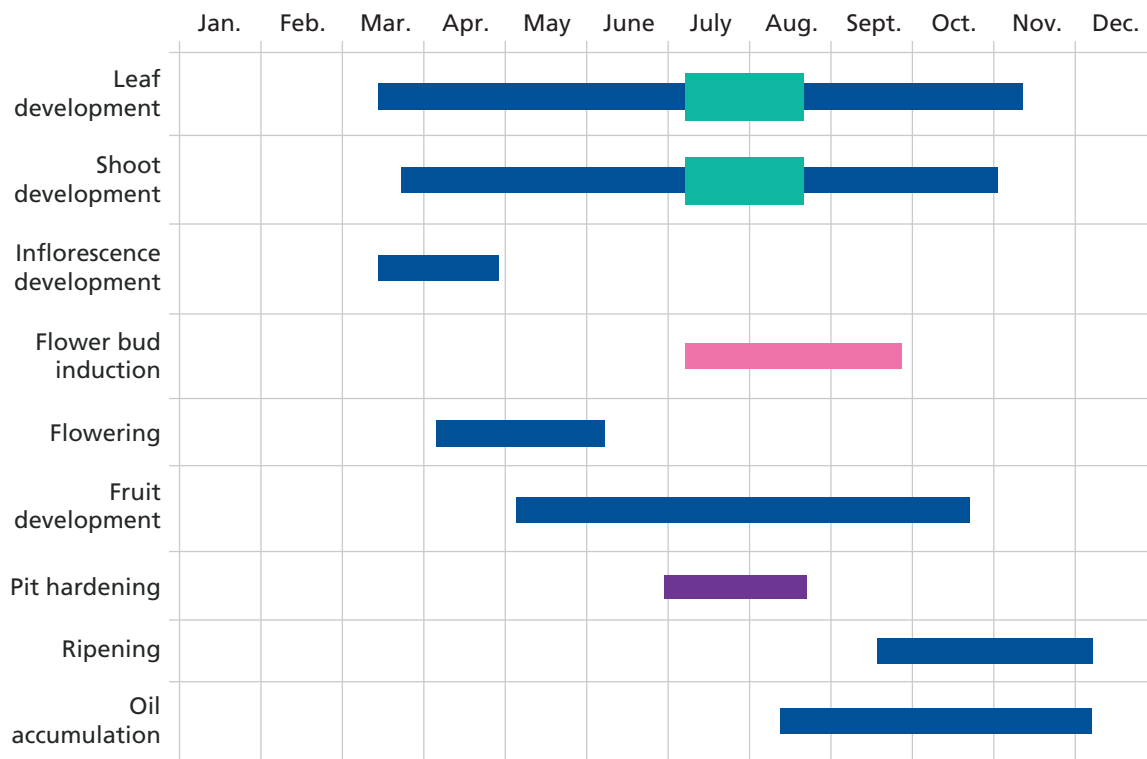 Jan. Feb. Mar. Apr. May June July Aug. Sept. Oct. Nov. Dec.
Leaf
development
Shoot
development
Inflorescence
development
Flower bud
induction
Flowering
Fruit
development
Pit hardening
Ripening
Oil
accumulation